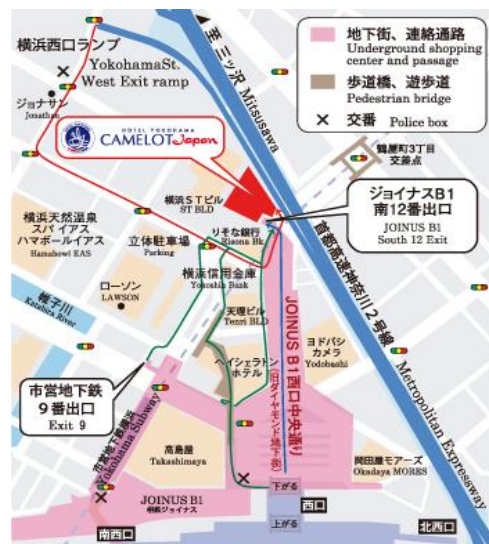 横浜西口ランプ
YokohamaSt.
West Exit ramp
ジョナサン
Jonathan
至三ッ沢 Mitsusawa
地下街、連絡通路
Underground shopping
center and passage
歩道橋、遊歩道
Pedestrian bridge
交番 Police box
HOTEL YOKOHAMA
CAMELOT Japan
鶴屋町3丁目
交差点
横浜STビル
ST BLD
ジョイナスB1
南12番出口
JOINUS B1
South 12 Exit
横浜天然温泉
スパ イアス
ハマボールイアス
Hamabowl EAS
立体駐車場
Parking
りそな銀行
Risona Bk
首都高速神奈川2号線
Metropolitan Expressway
横浜信用金庫
Yokoshin Bank
帷子川
Katabira River
ローソン
LAWSON
天理ビル
Tenri BLD
JOINUS B1 西口中央通り
(旧ダイヤモンド地下街)
ヨドバシ
カメラ
Yodobashi
ベイシェラトン
ホテル
市営地下鉄
9番出口
Exit 9
市営地下鉄横浜
Yokohama Subway
高島屋
Takashimaya
岡田屋モアーズ
Okadaya MORES
JOINUS B1
相鉄ジョイナス
下がる
西口
上がる
南西口
北西口